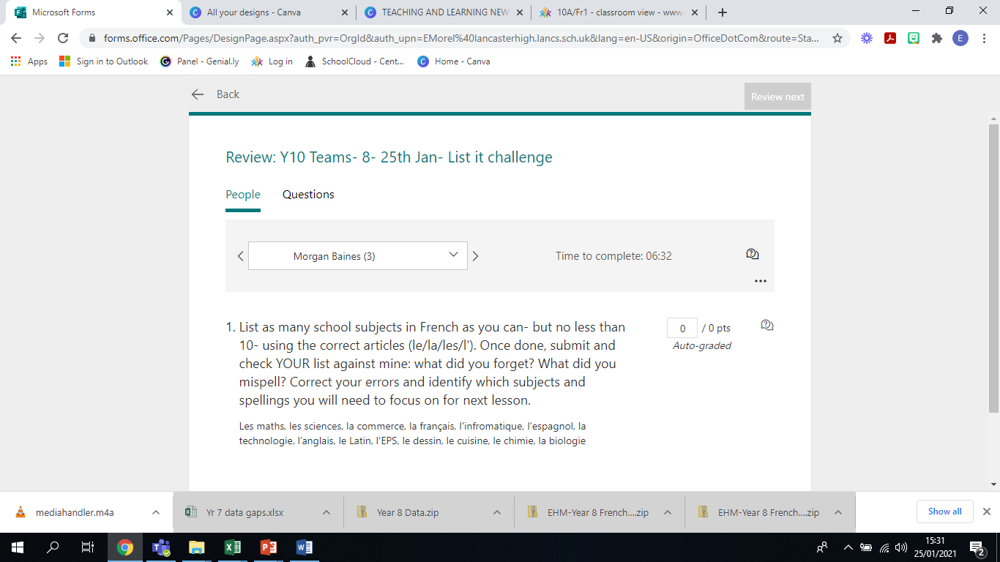 Microsoft Forms
All your designs - Canva
TEACHING AND LEARNING NEW
10A/Fr1 - classroom view - www.
forms.office.com/Pages/DesignPage.aspx?auth_pvr=OrgId&auth_upn=EMorel%40lancasterhigh.lancs.sch.uk&lang=en-US&origin=OfficeDotCom&route=Sta...
E
Apps
Sign in to Outlook
Panel - Genial.ly
Log in
SchoolCloud - Cent...
Home - Canva
Back
Review next
Review: Y10 Teams- 8- 25th Jan- List it challenge
People
Questions
Morgan Baines (3)
Time to complete: 06:32
1. List as many school subjects in French as you can- but no less than
10- using the correct articles (le/la/les/l'). Once done, submit and
check YOUR list against mine: what did you forget? What did you
mispell? Correct your errors and identify which subjects and
spellings you will need to focus on for next lesson.
0 / 0 pts
Auto-graded
Les maths, les sciences, la commerce, la français, l'infromatique, l'espagnol, la
technologie, l'anglais, le Latin, l'EPS, le dessin, le cuisine, le chimie, la biologie
mediahandler.m4a
Yr 7 data gaps.xlsx
Year 8 Data.zip
EHM-Year 8 French....zip
EHM-Year 8 French....zip
Show all
15:31
25/01/2021
2